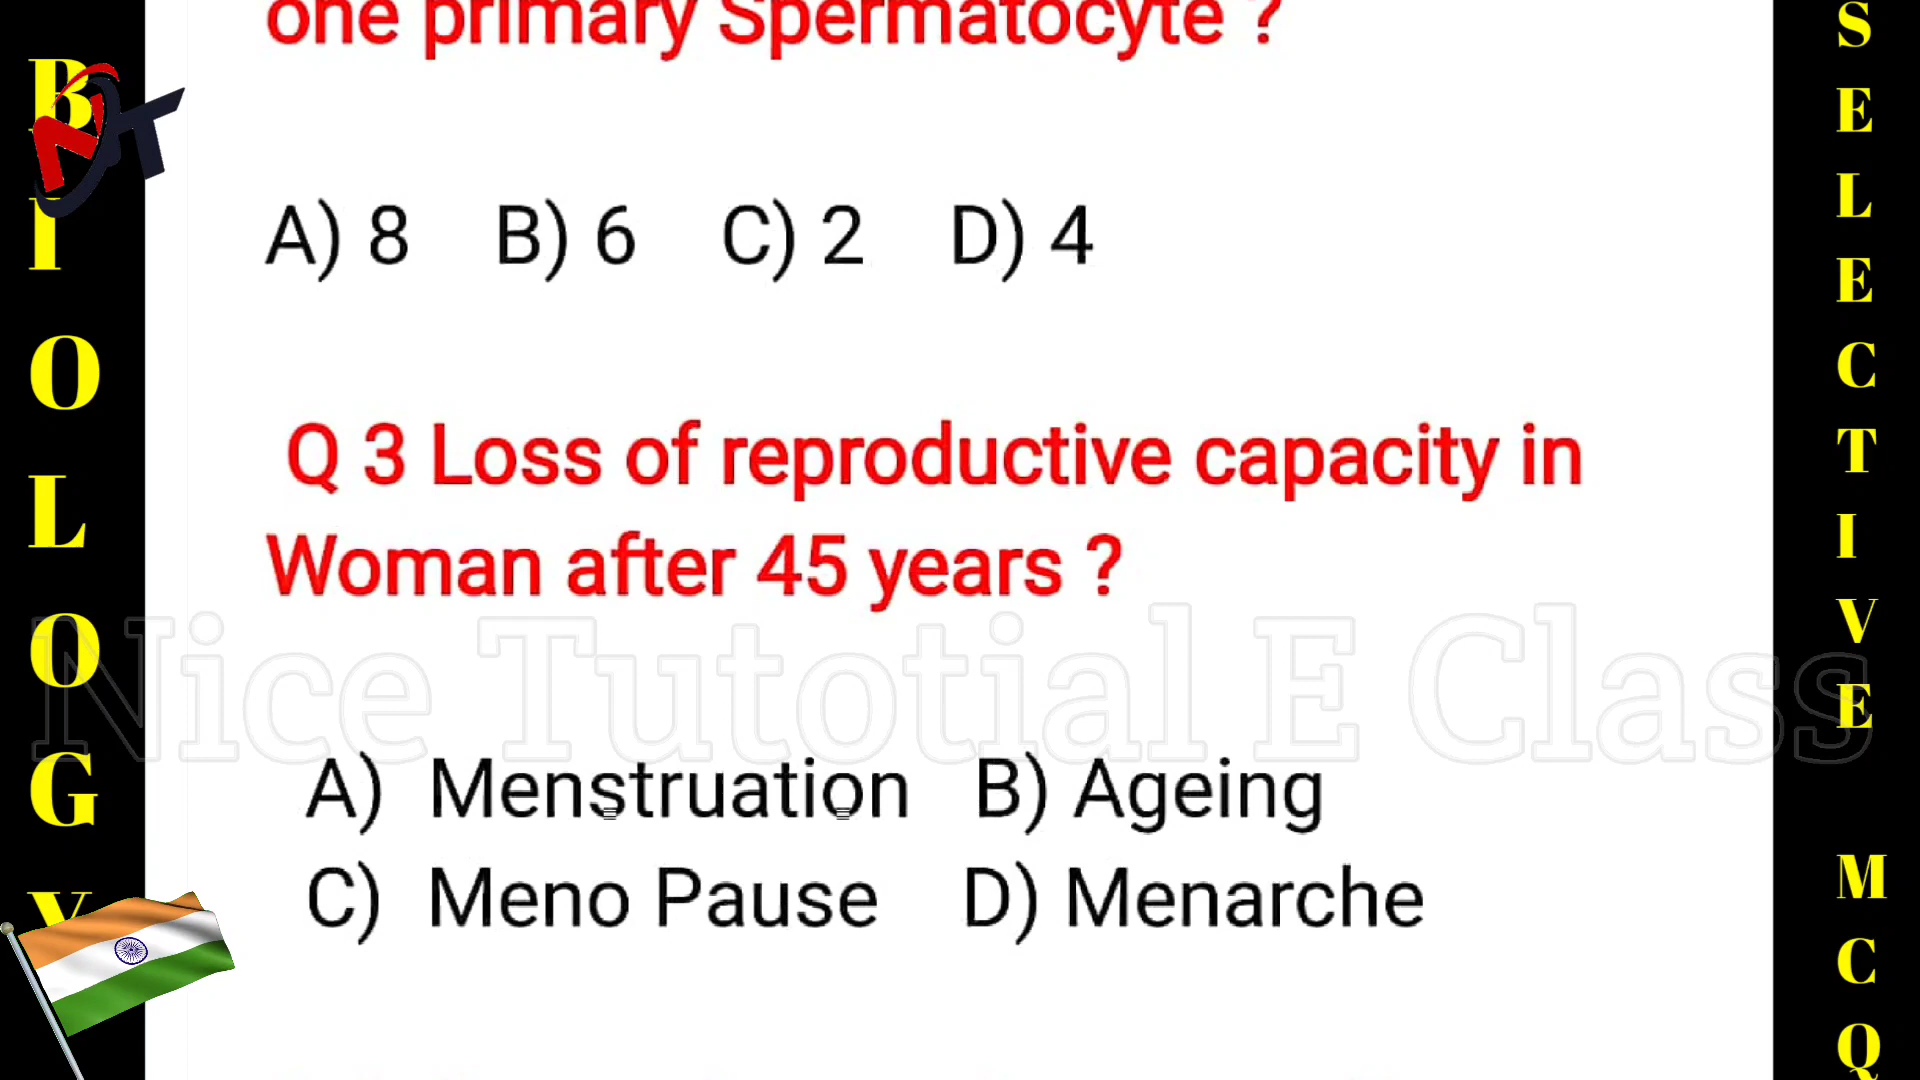 one primary Spermatocyte ?
A) 8 B) 6 C) 2 D) 4
Q 3 Loss of reproductive capacity in
Woman after 45 years ?
Nice Tutotial E Class
A) Menstruation B) Ageing
C) Meno Pause D) Menarche
BIOLOGY
NT
SELECTIVE MCQ